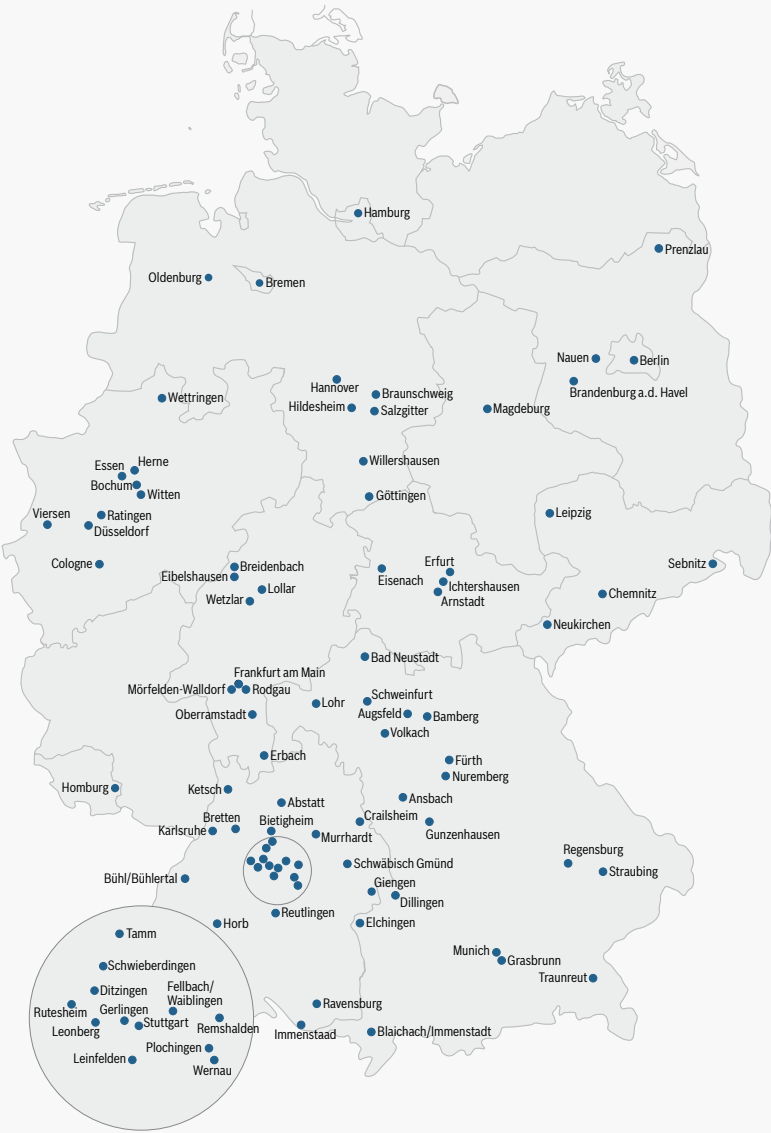 Hamburg
Prenzlau
Oldenburg
Bremen
Nauen
Berlin
Hannover
Brandenburg a.d. Havel
Braunschweig
Wettringen
Hildesheim
Salzgitter
Magdeburg
Willershausen
Essen
Herne
Bochum
Witten
Göttingen
Viersen
Ratingen
Düsseldorf
Leipzig
Cologne
Breidenbach
Eibelshausen
Lollar
Wetzlar
Eisenach
Erfurt
Ichtershausen
Arnstadt
Sebnitz
Chemnitz
Neukirchen
Bad Neustadt
Frankfurt am Main
Mörfelden-Walldorf
Rodgau
Oberramstadt
Lohr
Schweinfurt
Augsfeld
Bamberg
Volkach
Erbach
Fürth
Nuremberg
Homburg
Ketsch
Abstatt
Ansbach
Bretten
Bietigheim
Crailsheim
Karlsruhe
Murrhardt
Gunzenhausen
Schwäbisch Gmünd
Regensburg
Straubing
Bühl/Bühlertal
Giengen
Dillingen
Reutlingen
Horb
Elchingen
Munich
Grasbrunn
Traunreut
Ravensburg
Immenstaad
Blaichach/Immenstadt
Tamm
Schwieberdingen
Ditzingen
Fellbach/
Waiblingen
Rutesheim
Gerlingen
Leonberg
Stuttgart
Remshalden
Plochingen
Leinfelden
Wernau